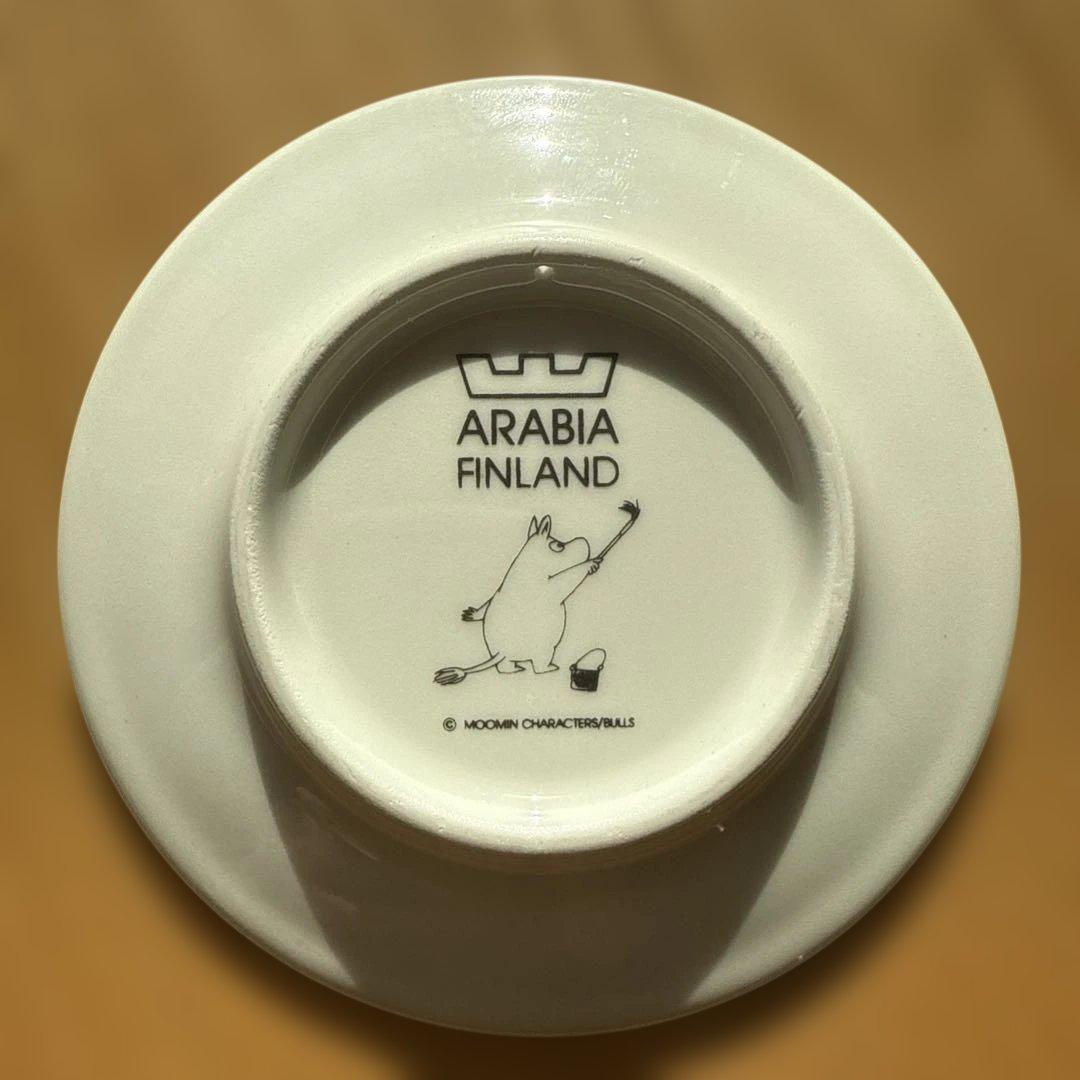 ARABIA
FINLAND
© MOOMIN CHARACTERS/BULLS